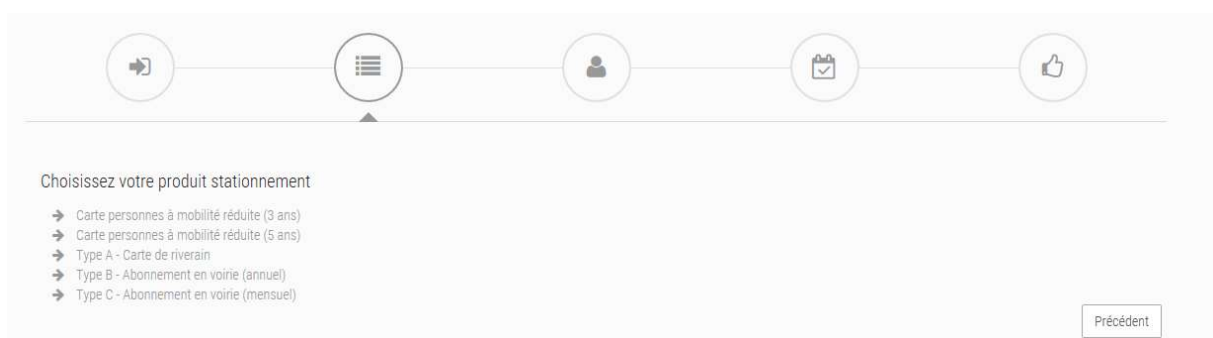 Choisissez votre produit stationnement
Carte personnes à mobilité réduite (3 ans)
Carte personnes à mobilité réduite (5 ans)
Type A - Carte de riverain
Type B - Abonnement en voirie (annuel)
Type C - Abonnement en voirie (mensuel)
Précédent